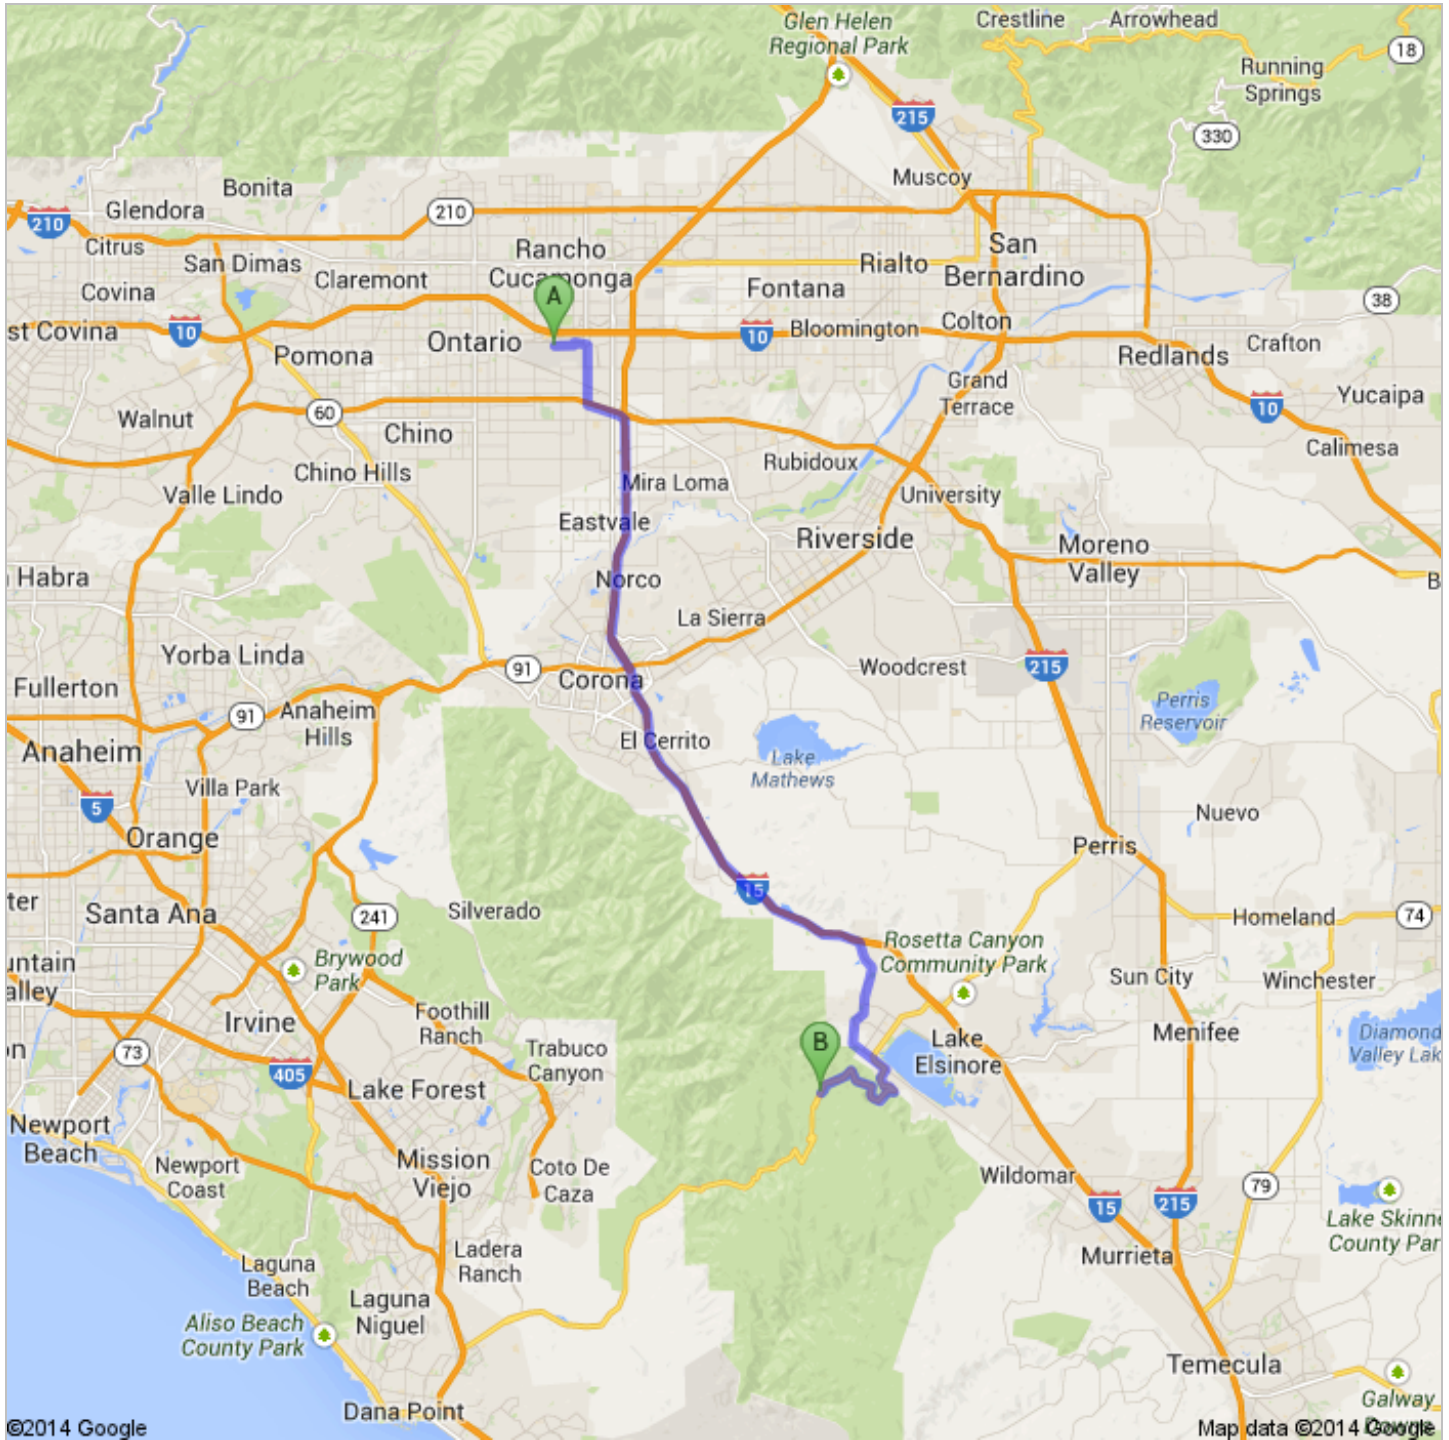 Glen Helen
Regional Park
Crestline
Arrowhead
18
Running
Springs
215
330
Muscoy
Bonita
Glendora
210
210
Citrus
San Dimas
Claremont
Rancho
Cucamonga
San
Bernardino
Rialto
Covina
Fontana
38
A
st Covina
10
Ontario
10
Bloomington
Colton
Pomona
Redlands
Crafton
Grand
Terrace
Yucaipa
10
Walnut
60
Chino
Calimesa
Chino Hills
Rubidoux
Mira Loma
University
Valle Lindo
Eastvale
Riverside
Moreno
Valley
Habra
Norco
B
La Sierra
Yorba Linda
91
Corona
Woodcrest
215
Fullerton
91
Anaheim
Hills
Perris
Reservoir
Anaheim
El Cerrito
Lake
Mathews
Villa Park
5
Orange
Nuevo
Perris
15
ter
Santa Ana
241
Silverado
Homeland
74
Rosetta Canyon
Community Park
untain
alley
Brywood
Park
Sun City
Winchester
Irvine
Foothill
Ranch
Lake
Elsinore
Menifee
Diamond
Valley Lak
on
73
B
Trabuco
Canyon
405
Lake Forest
Newport
Beach
Newport
Coast
Mission
Viejo
Coto De
Caza
Wildomar
79
15
215
Lake Skinne
County Par
Murrieta
Ladera
Ranch
Laguna
Beach
Laguna
Niguel
Aliso Beach
County Park
Temecula
Dana Point
Galway
©2014 Google
Map data ©2014 Google